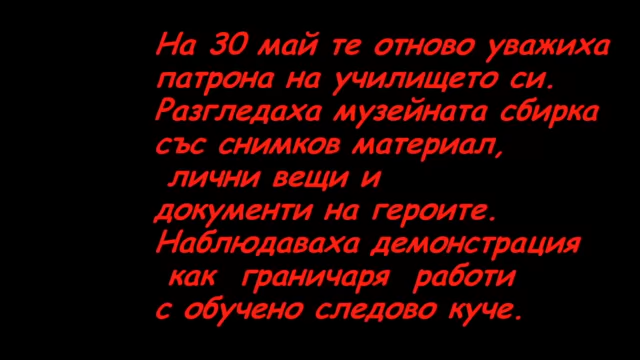 На 30 май те отново уважиха
патрона на училището си.
Разгледаха музейната сбирка
със снимков материал,
лични вещи и
документи на героите.
Наблюдаваха демонстрация
как граничаря работи
с обучено следово куче.